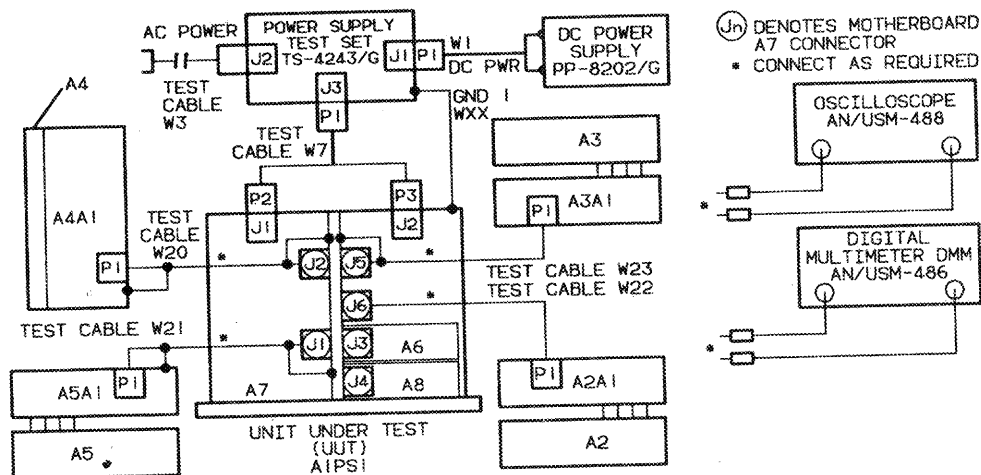 AC POWER
POWER SUPPLY
TEST SET
TS-4243/G
J2
J1
P1
W1
DC PWR
DC POWER
SUPPLY
PP-8202/G
Jn DENOTES MOTHERBOARD
A7 CONNECTOR
* CONNECT AS REQUIRED
TEST
CABLE
W3
J3
P1
GND 1
WXX
A4
TEST
CABLE W7
OSCILLOSCOPE
AN/USM-488
A3
A4A1
P2
J1
P3
J2
A3A1
P1
*
TEST
CABLE
W20
P1
*
J2
J5
DIGITAL
MULTIMETER DMM
AN/USM-486
TEST CABLE W23
TEST CABLE W22
J6
*
TEST CABLE W21
*
J1
J3
A6
*
P1
A5A1
A7
J4
A8
P1
A2A1
A5
*
UNIT UNDER TEST
(UUT)
A1PS1
A2